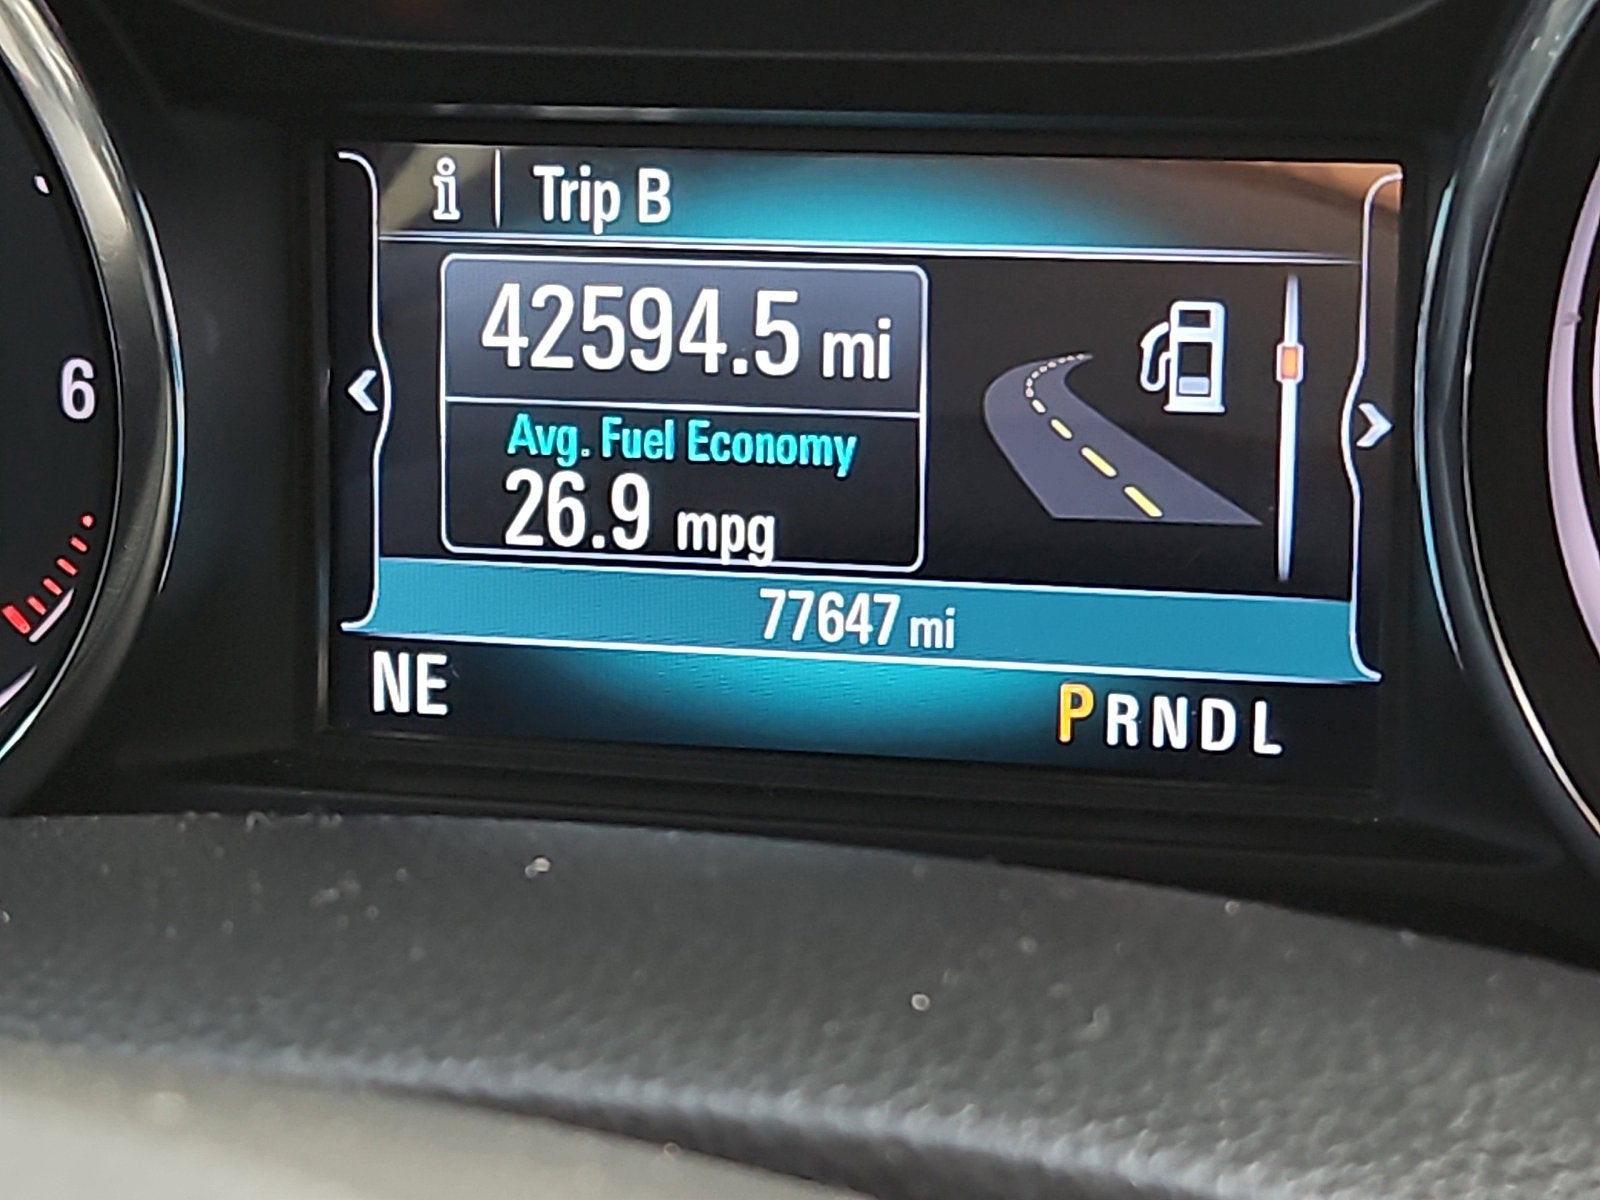 i | Trip B
42594.5 mi
Avg. Fuel Economy
26.9 mpg
77647 mi
NE
PRNDL
6